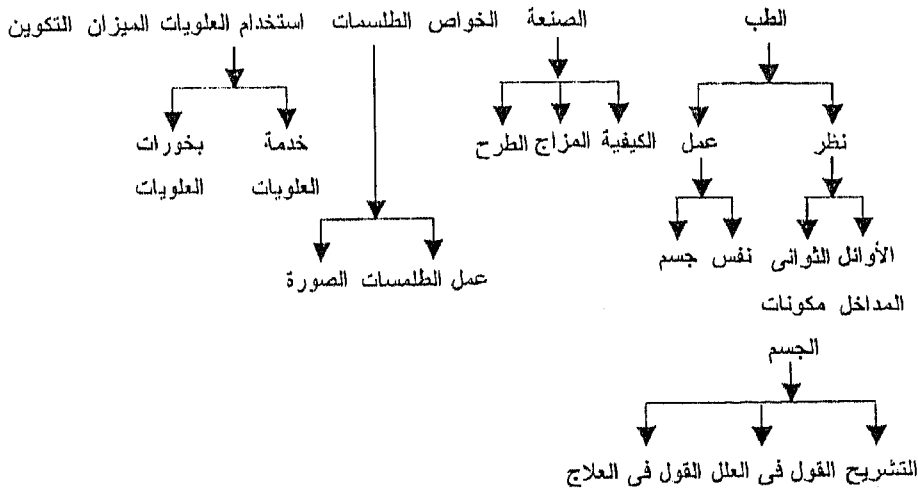 الطب الصنعة الخواص الطلسمات استخدام العلويات الميزان التكوين
نظر عمل الكيفية المزاج الطرح خدمة بخورات
العلويات العلويات
الأوائل الثوانى نفس جسم
عمل الطلمسات الصورة
المداخل مكونات
الجسم
التشريح القول فى العلل القول فى العلاج